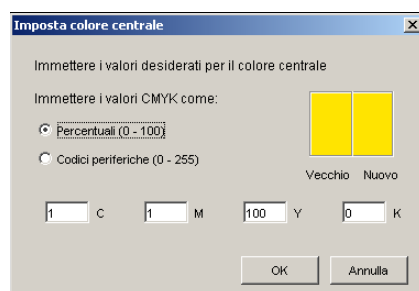 Imposta colore centrale
Immettere i valori desiderati per il colore centrale
Immettere i valori CMYK come:
Percentuali (0 - 100)
Codici periferiche (0 - 255)
Vecchio Nuovo
1 C 1 M 100 Y 0 K
OK Annulla